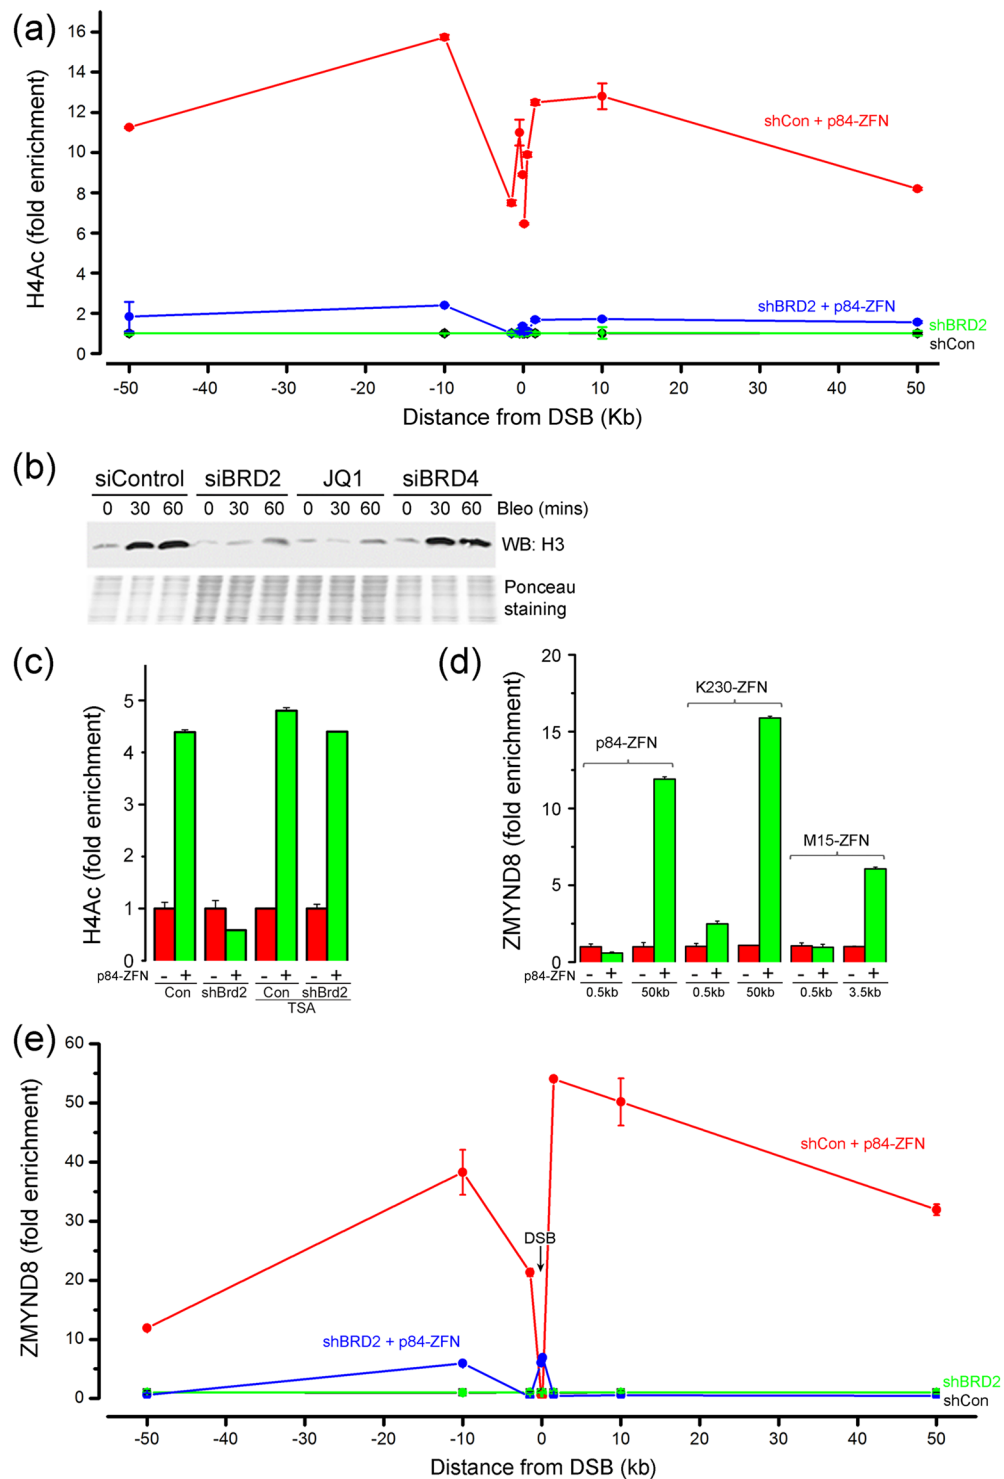 (a)
H4Ac (fold enrichment)
16
14
12
10
8
6
4
2
0
shCon + p84-ZFN
shBRD2 + p84-ZFN
shBRD2
shCon
-50 -40 -30 -20 -10 0 10 20 30 40 50
Distance from DSB (Kb)
(b)
siControl siBRD2 JQ1 siBRD4
0 30 60 0 30 60 0 30 60 0 30 60 Bleo (mins)
WB: H3
Ponceau
staining
(c)
H4Ac (fold enrichment)
5
4
3
2
1
0
p84-ZFN - + - + - + - +
Con shBrd2 Con shBrd2
TSA
(d)
ZMYND8 (fold enrichment)
20
15
10
5
0
K230-ZFN
p84-ZFN
M15-ZFN
p84-ZFN - + - + - + - + - + - +
0.5kb 50kb 0.5kb 50kb 0.5kb 3.5kb
(e)
ZMYND8 (fold enrichment)
60
50
40
30
20
10
0
shCon + p84-ZFN
DSB
shBRD2 + p84-ZFN
shBRD2
shCon
-50 -40 -30 -20 -10 0 10 20 30 40 50
Distance from DSB (kb)